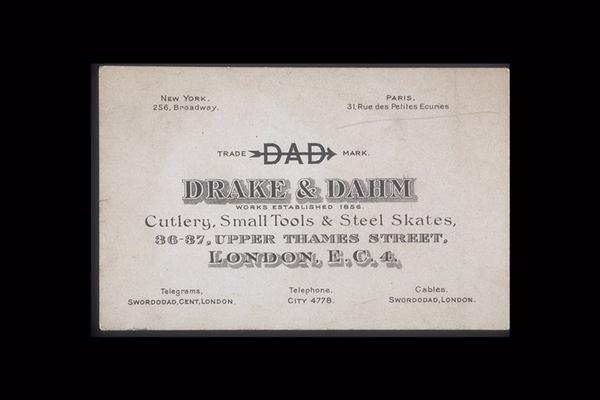 New York.
256, Broadway.
Paris.
31, Rue des Petites Ecuries
TRADE DAD MARK.
DRAKE & DAHM
WORKS ESTABLISHED 1856.
Cutlery, Small Tools & Steel Skates,
36-37, UPPER THAMES STREET,
LONDON, E.C. 4.
Telegrams,
SWORDODAD, CENT, LONDON.
Telephone.
CITY 4778.
Cables.
SWORDODAD, LONDON.